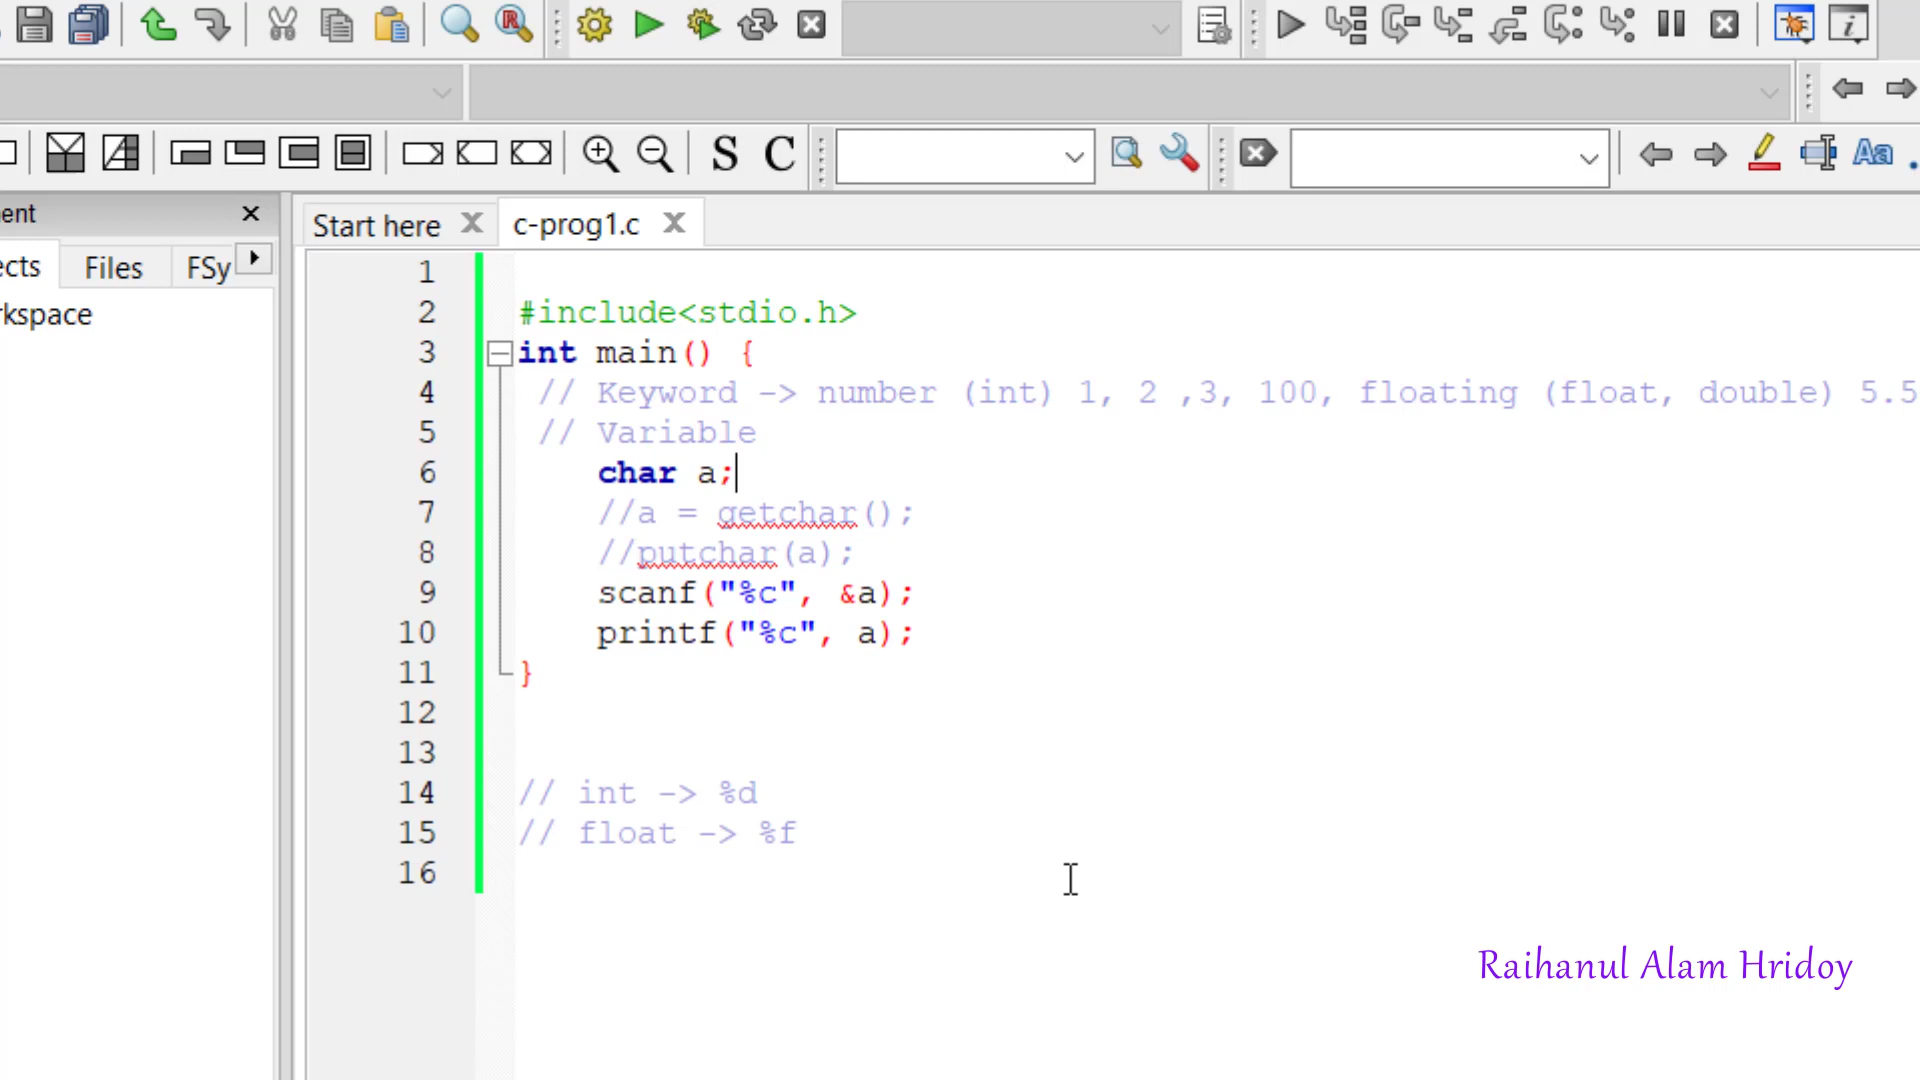 S C
ent
Start here
c-prog1.c
ects Files FSy
rkspace
1
2 #include<stdio.h>
3 int main() {
4 // Keyword -> number (int) 1, 2 ,3, 100, floating (float, double) 5.5
5 // Variable
6 char a;
7 //a = getchar();
8 //putchar(a);
9 scanf("%c", &a);
10 printf("%c", a);
11 }
12
13
14 // int -> %d
15 // float -> %f
16
Raihanul Alam Hridoy